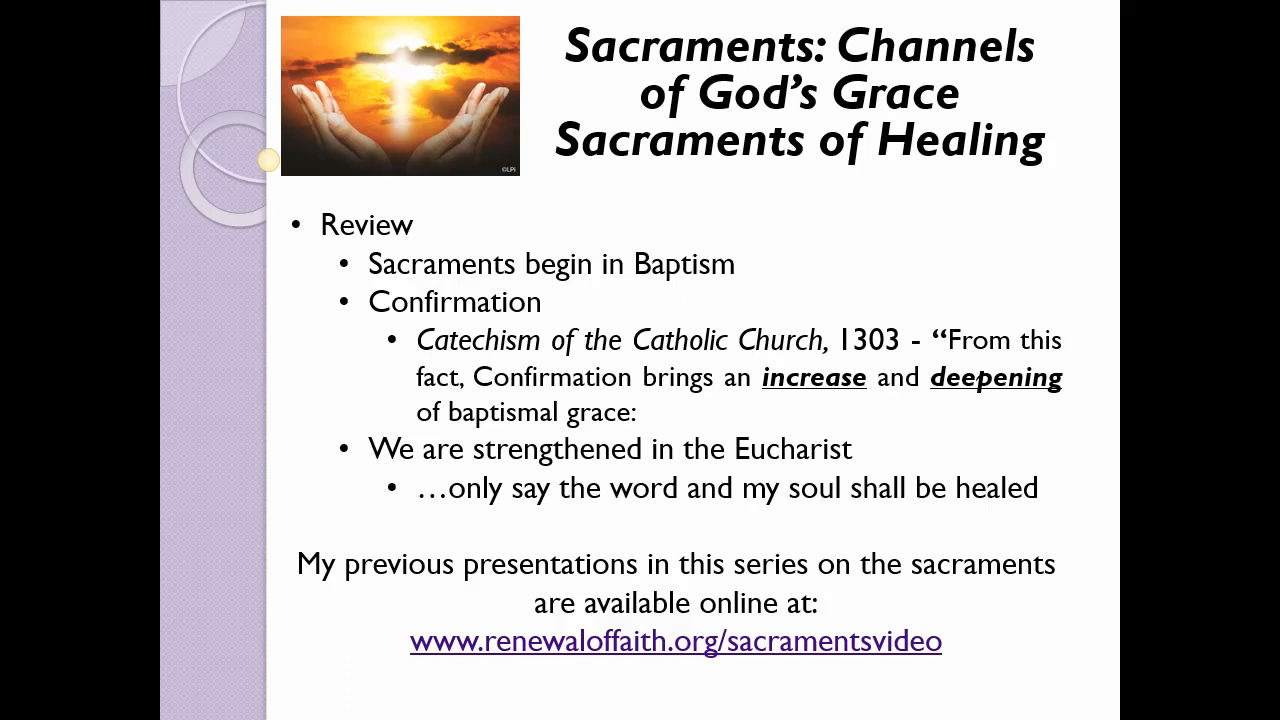 Sacraments: Channels
of God's Grace
Sacraments of Healing
©LPi
• Review
• Sacraments begin in Baptism
• Confirmation
• Catechism of the Catholic Church, 1303 - “From this
fact, Confirmation brings an increase and deepening
of baptismal grace:
• We are strengthened in the Eucharist
• …only say the word and my soul shall be healed
My previous presentations in this series on the sacraments
are available online at:
www.renewaloffaith.org/sacramentsvideo